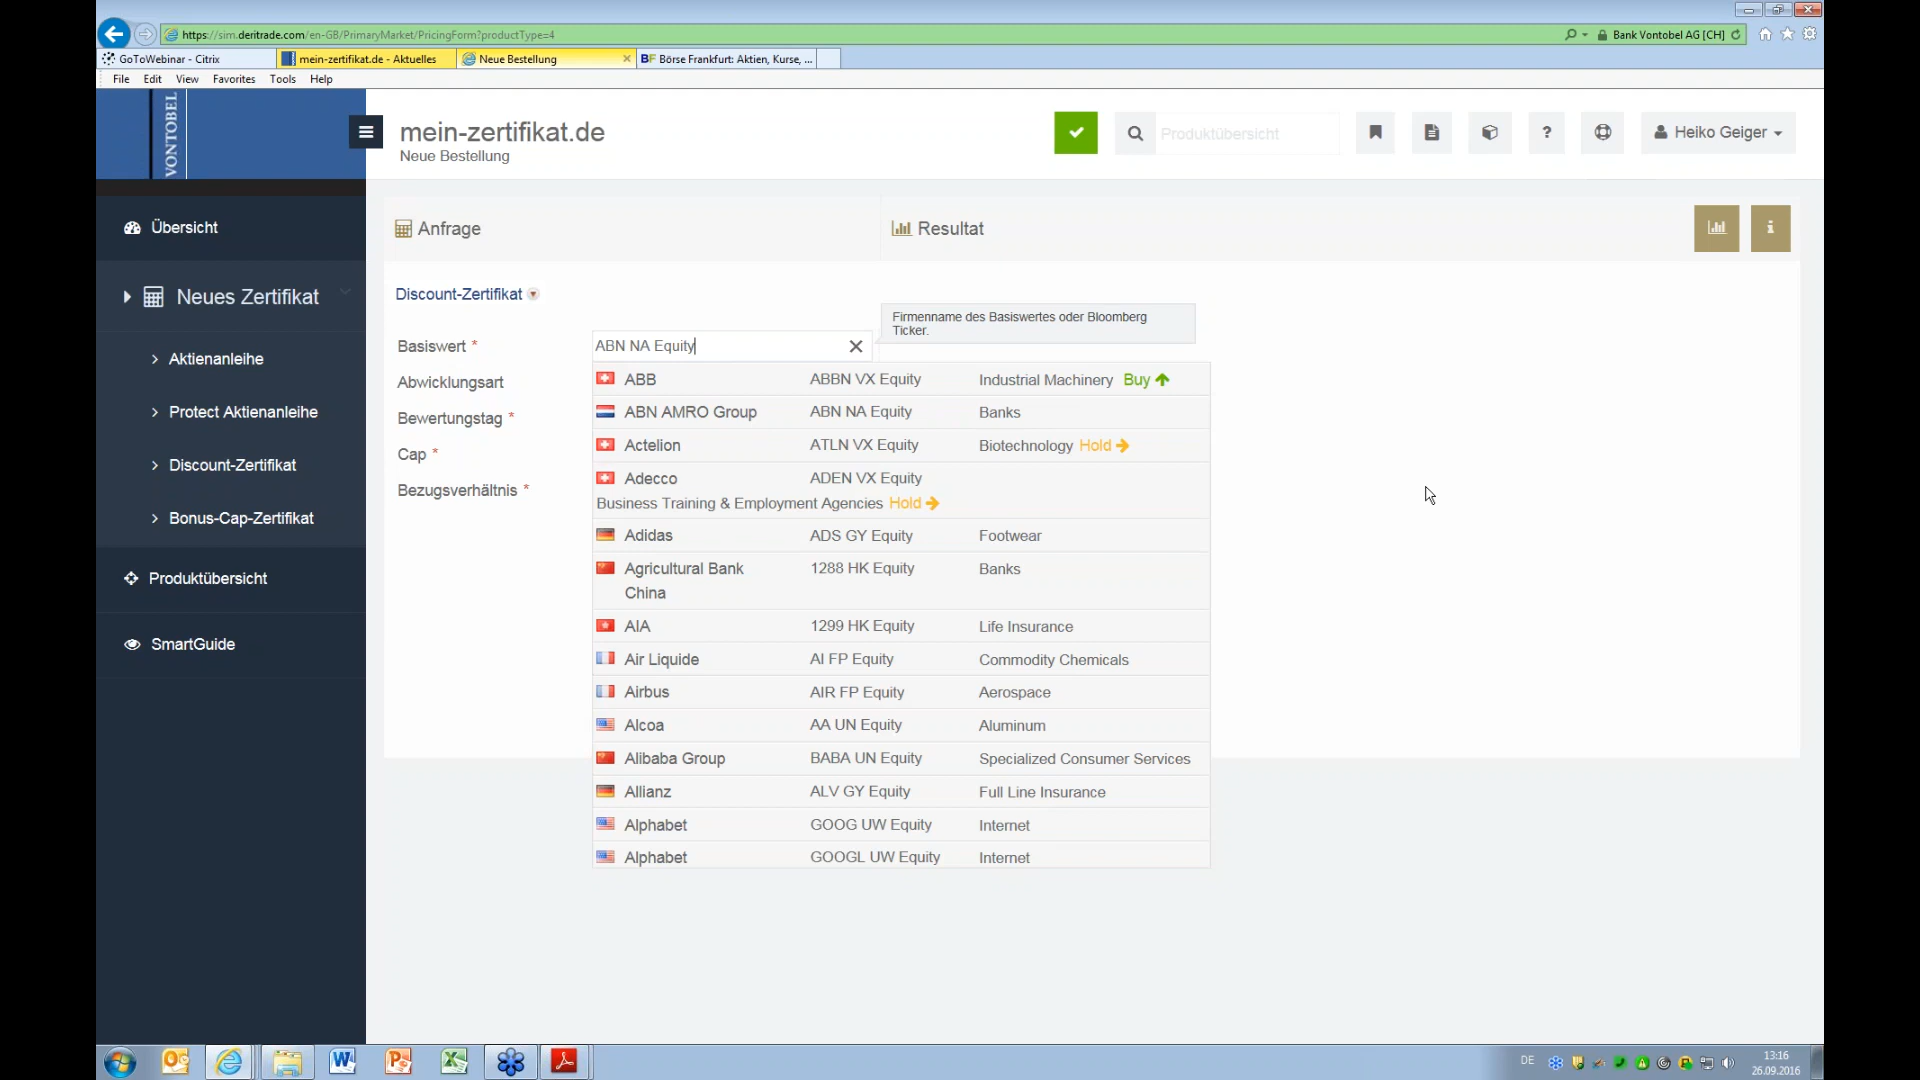 https://sim.deritrade.com/en-GB/PrimaryMarket/PricingForm?productType=4
Bank Vontobel AG [CH]
GoToWebinar - Citrix
mein-zertifikat.de - Aktuelles
Neue Bestellung
BF Börse Frankfurt: Aktien, Kurse, ...
File Edit View Favorites Tools Help
VONTOBEL
mein-zertifikat.de
Neue Bestellung
Produktübersicht
?
Heiko Geiger
Übersicht
Neues Zertifikat
Aktienanleihe
Protect Aktienanleihe
Discount-Zertifikat
Bonus-Cap-Zertifikat
Produktübersicht
SmartGuide
Anfrage
Resultat
i
Discount-Zertifikat
Firmenname des Basiswertes oder Bloomberg
Ticker.
Basiswert *
ABN NA Equity
Abwicklungsart
Bewertungstag *
Cap *
Bezugsverhältnis *
ABB ABBN VX Equity Industrial Machinery Buy
ABN AMRO Group ABN NA Equity Banks
Actelion ATLN VX Equity Biotechnology Hold
Adecco ADEN VX Equity
Business Training & Employment Agencies Hold
Adidas ADS GY Equity Footwear
Agricultural Bank 1288 HK Equity Banks
China
AIA 1299 HK Equity Life Insurance
Air Liquide AI FP Equity Commodity Chemicals
Airbus AIR FP Equity Aerospace
Alcoa AA UN Equity Aluminum
Alibaba Group BABA UN Equity Specialized Consumer Services
Allianz ALV GY Equity Full Line Insurance
Alphabet GOOG UW Equity Internet
Alphabet GOOGL UW Equity Internet
DE
13:16
26.09.2016